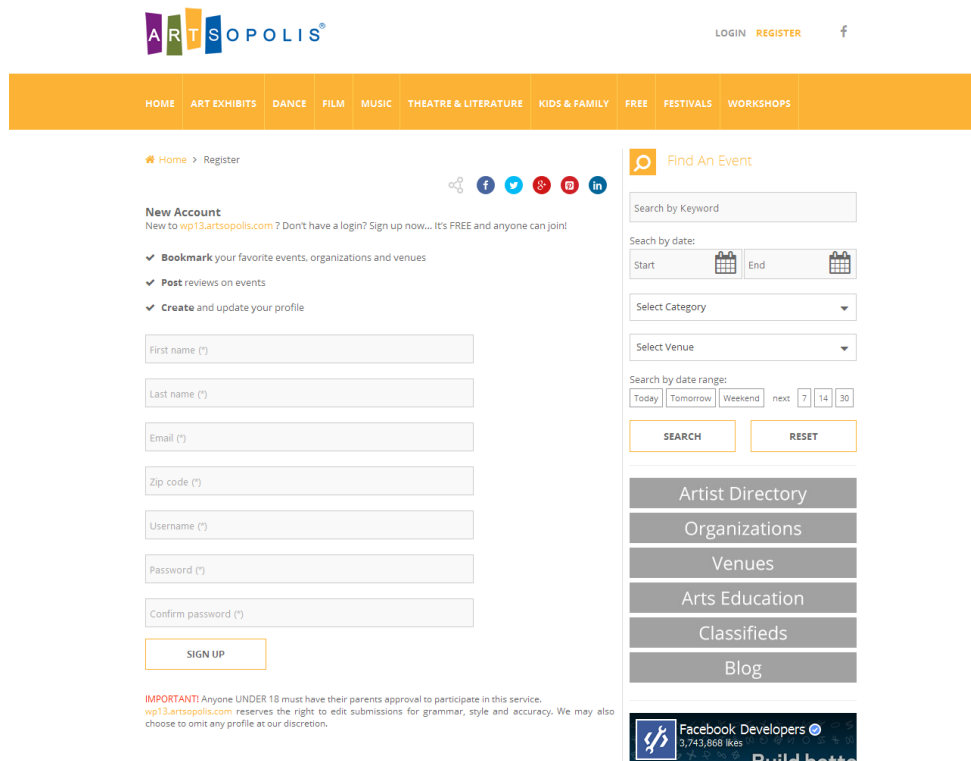 ARTSOPOLIS®
LOGIN REGISTER
HOME ART EXHIBITS DANCE FILM MUSIC THEATRE & LITERATURE KIDS & FAMILY FREE FESTIVALS WORKSHOPS
Home > Register
New Account
New to wp13.artsopolis.com ? Don't have a login? Sign up now... It's FREE and anyone can join!
Bookmark your favorite events, organizations and venues
Post reviews on events
Create and update your profile
First name (*)
Last name (*)
Email (*)
Zip code (*)
Username (*)
Password (*)
Confirm password (*)
SIGN UP
IMPORTANT! Anyone UNDER 18 must have their parents approval to participate in this service.
wp13.artsopolis.com reserves the right to edit submissions for grammar, style and accuracy. We may also
choose to omit any profile at our discretion.
Find An Event
Search by Keyword
Seach by date:
Start End
Select Category
Select Venue
Search by date range:
Today Tomorrow Weekend next 7 14 30
SEARCH RESET
Artist Directory
Organizations
Venues
Arts Education
Classifieds
Blog
Facebook Developers
3,743,868 likes
Build bette